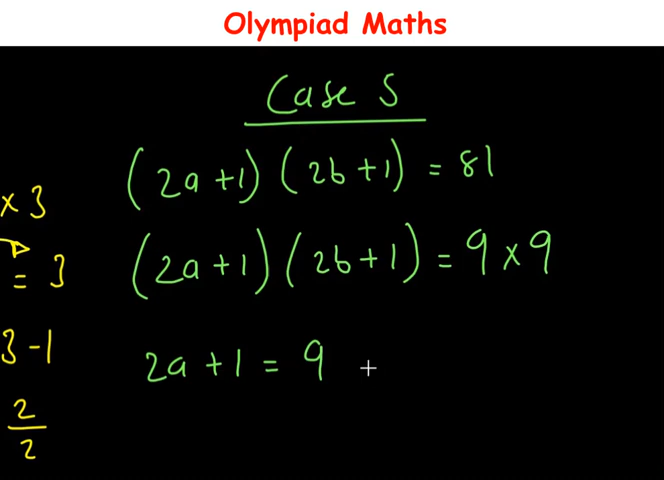 Olympiad Maths
Case 5
(2a+1)(2b+1) = 81
x 3
(2a+1)(2b+1) = 9 x 9
= 3
3 - 1
2a + 1 = 9
2
2